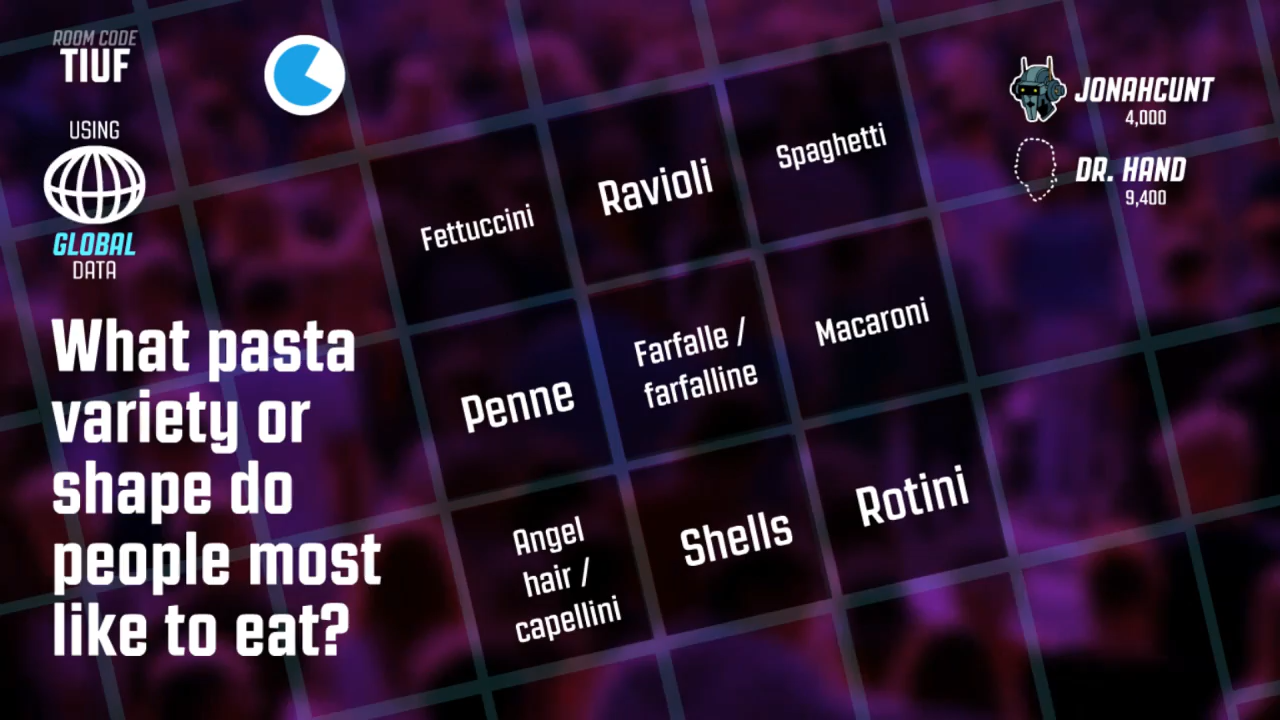 ROOM CODE
TIUF
USING
GLOBAL
DATA
What pasta
variety or
shape do
people most
like to eat?
Fettuccini
Ravioli
Spaghetti
Penne
Farfalle /
farfalline
Macaroni
Angel
hair /
capellini
Shells
Rotini
JONAHCUNT
4,000
DR. HAND
9,400